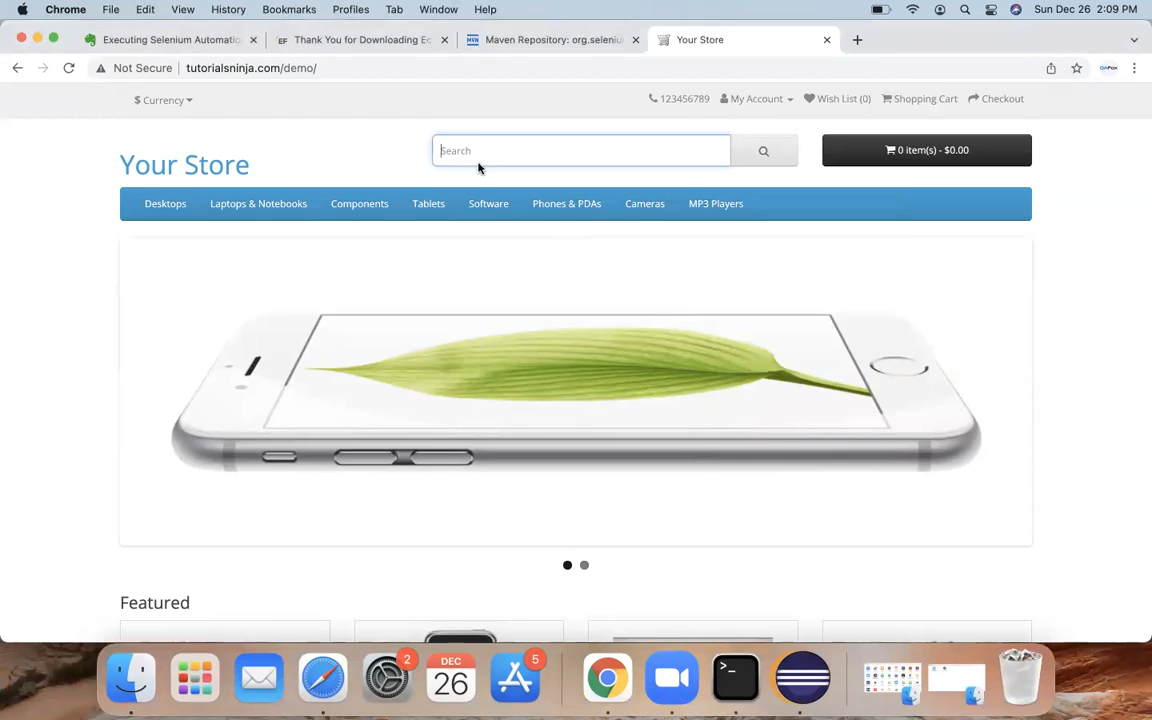 Chrome File Edit View History Bookmarks Profiles Tab Window Help Sun Dec 26 2:09 PM
Executing Selenium Automatio EF Thank You for Downloading Ec MVN Maven Repository: org.seleniu Your Store
Not Secure tutorialsninja.com/demo/ QAFox
$ Currency 123456789 My Account Wish List (0) Shopping Cart Checkout
Your Store
Search
0 item(s) - $0.00
Desktops Laptops & Notebooks Components Tablets Software Phones & PDAs Cameras MP3 Players
Featured
2
DEC
26
5
>_